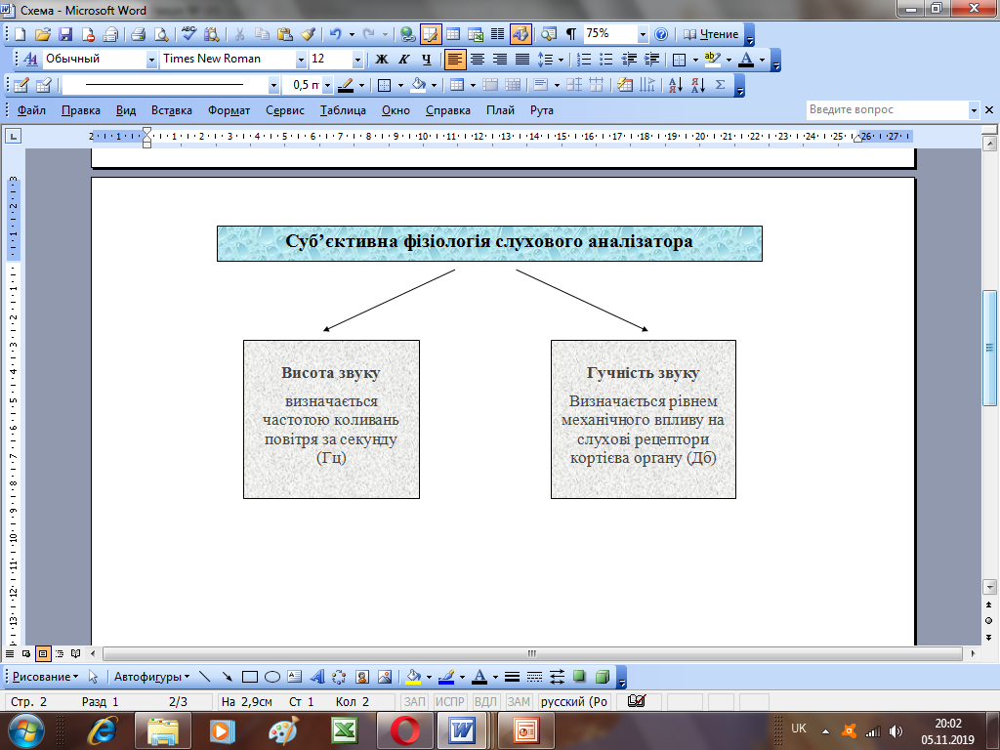 Схема - Microsoft Word
75%
Чтение
Обычный
Times New Roman
12
Ж К Ч
0,5 п
Файл Правка Вид Вставка Формат Сервис Таблица Окно Справка Плай Рута
Введите вопрос
Суб’єктивна фізіологія слухового аналізатора
Висота звуку
визначається
частотою коливань
повітря за секунду
(Гц)
Гучність звуку
Визначається рівнем
механічного впливу на
слухові рецептори
кортієва органу (Дб)
Рисование
Автофигуры
Стр. 2 Разд 1 2/3 На 2,9см Ст 1 Кол 2 ЗАП ИСПР ВДЛ ЗАМ русский (Ро
UK
20:02
05.11.2019